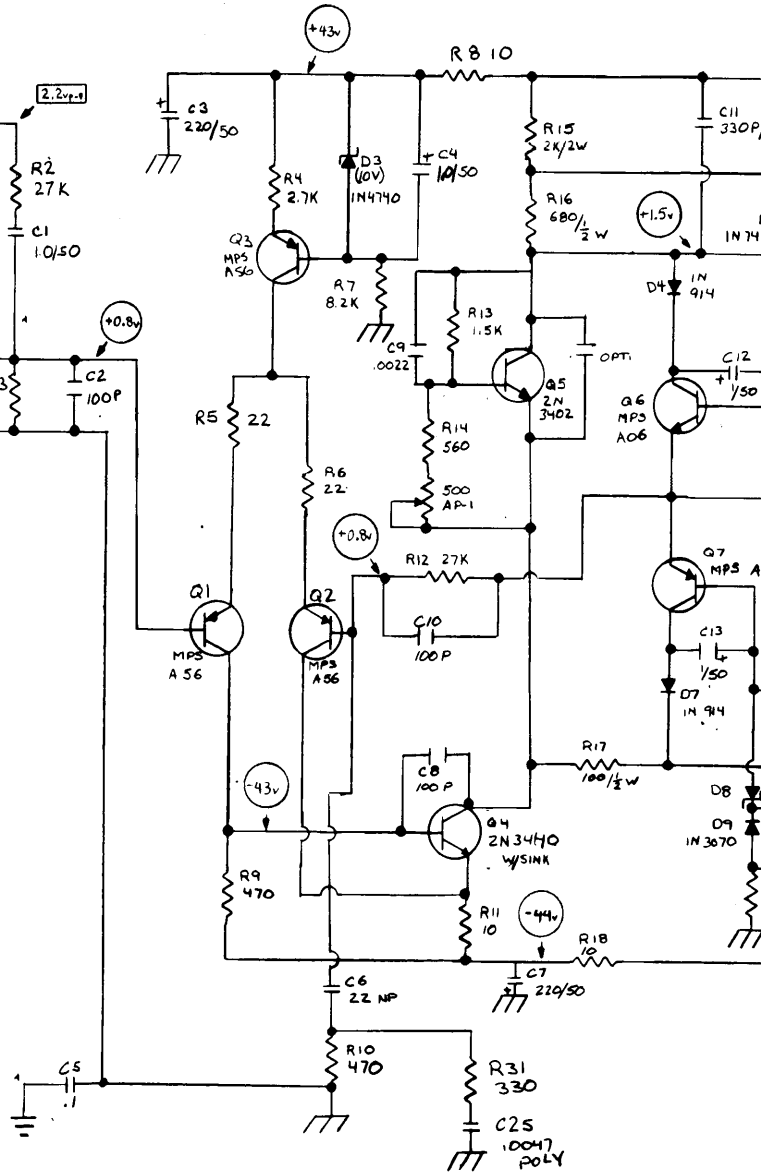 +43v
R8 10
2.2vp-p
C3
220/50
R4
2.7K
D3
(10V)
1N4740
C4
10/50
R15
2K/2W
C11
330P/
R2
27K
C1
1.0/50
Q3
MPS
A56
R7
8.2K
R16
680/½W
+1.5v
1N74
D4
1N
914
+0.8v
R13
1.5K
C9
.0022
OPT.
3
C2
100P
R5
22
R6
22
Q5
2N
3402
R14
560
500
AP-1
C12
1/50
Q6
MPS
A06
+0.8v
R12 27K
C10
100P
Q7
MPS A
Q1
MPS
A56
Q2
MPS
A56
C13
1/50
D7
1N914
R17
100/½W
C8
100P
-43v
Q4
2N3440
W/SINK
D8
D9
1N3070
R9
470
R11
10
-44v
R18
10
C7
220/50
C6
22 NP
R10
470
C5
.1
R31
330
C25
.0047
POLY